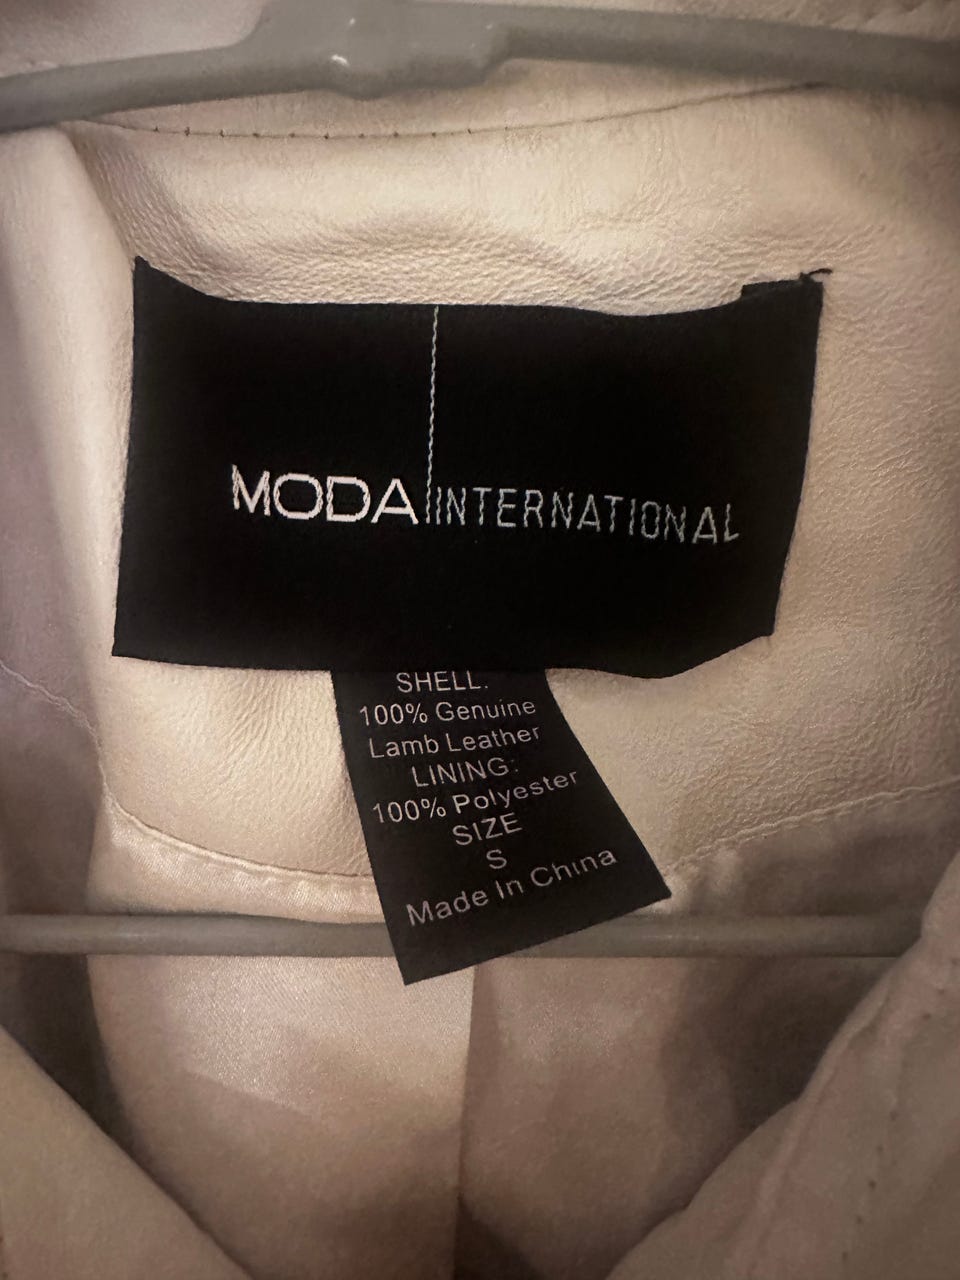 MODA INTERNATIONAL
SHELL:
100% Genuine
Lamb Leather
LINING:
100% Polyester
SIZE
S
Made In China